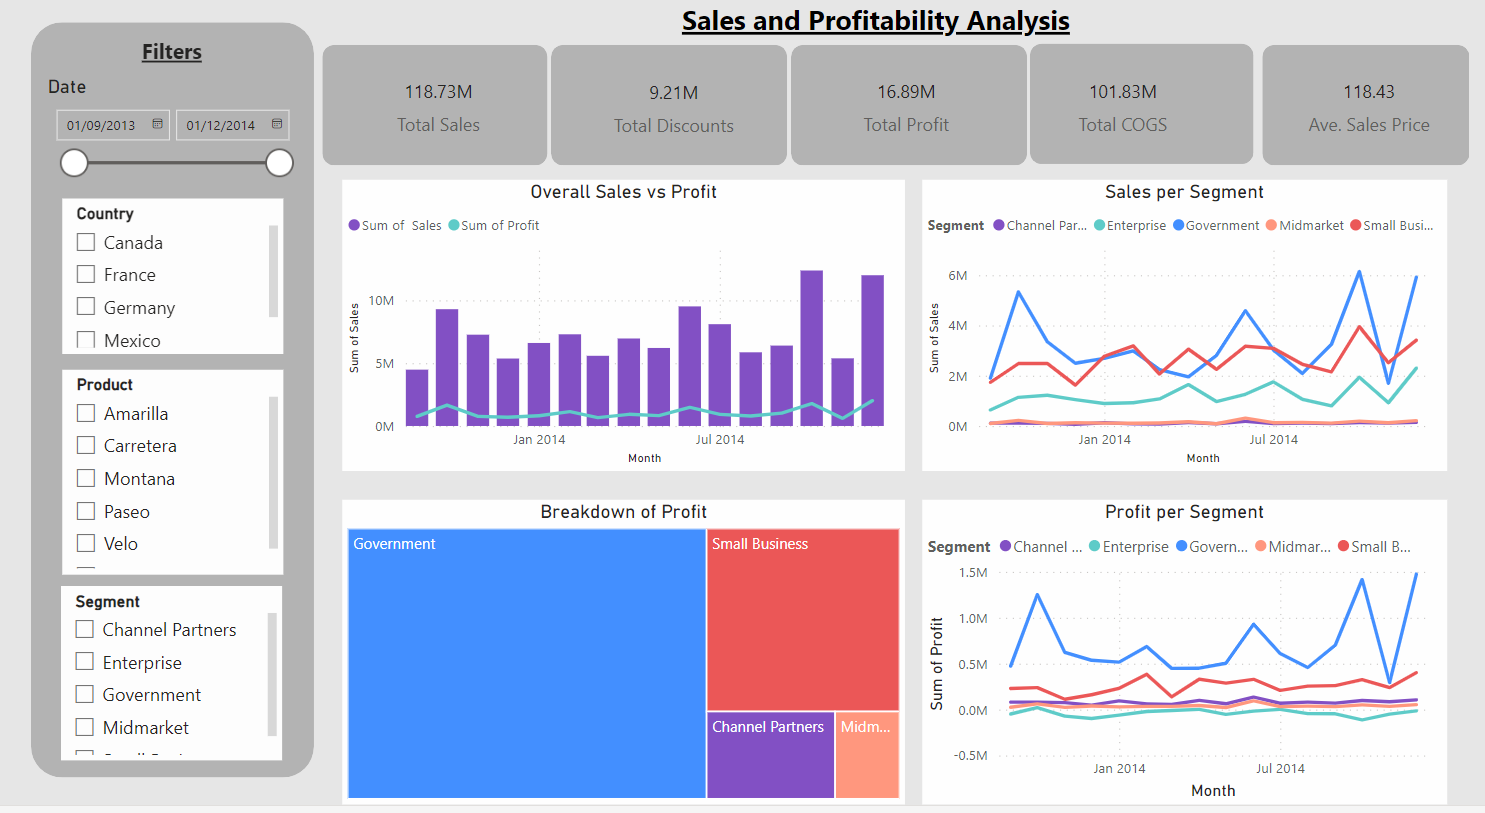 Sales and Profitability Analysis
Filters
Date
01/09/2013
01/12/2014
Country
Canada
France
Germany
Mexico
Product
Amarilla
Carretera
Montana
Paseo
Velo
Segment
Channel Partners
Enterprise
Government
Midmarket
118.73M
Total Sales
9.21M
Total Discounts
16.89M
Total Profit
101.83M
Total COGS
118.43
Ave. Sales Price
Overall Sales vs Profit
Sum of Sales Sum of Profit
Sum of Sales
10M
5M
0M
Jan 2014 Jul 2014
Month
Sales per Segment
Segment Channel Par... Enterprise Government Midmarket Small Busi...
Sum of Sales
6M
4M
2M
0M
Jan 2014 Jul 2014
Month
Breakdown of Profit
Government
Small Business
Channel Partners
Midm...
Profit per Segment
Segment Channel ... Enterprise Govern... Midmar... Small B...
Sum of Profit
1.5M
1.0M
0.5M
0.0M
-0.5M
Jan 2014 Jul 2014
Month